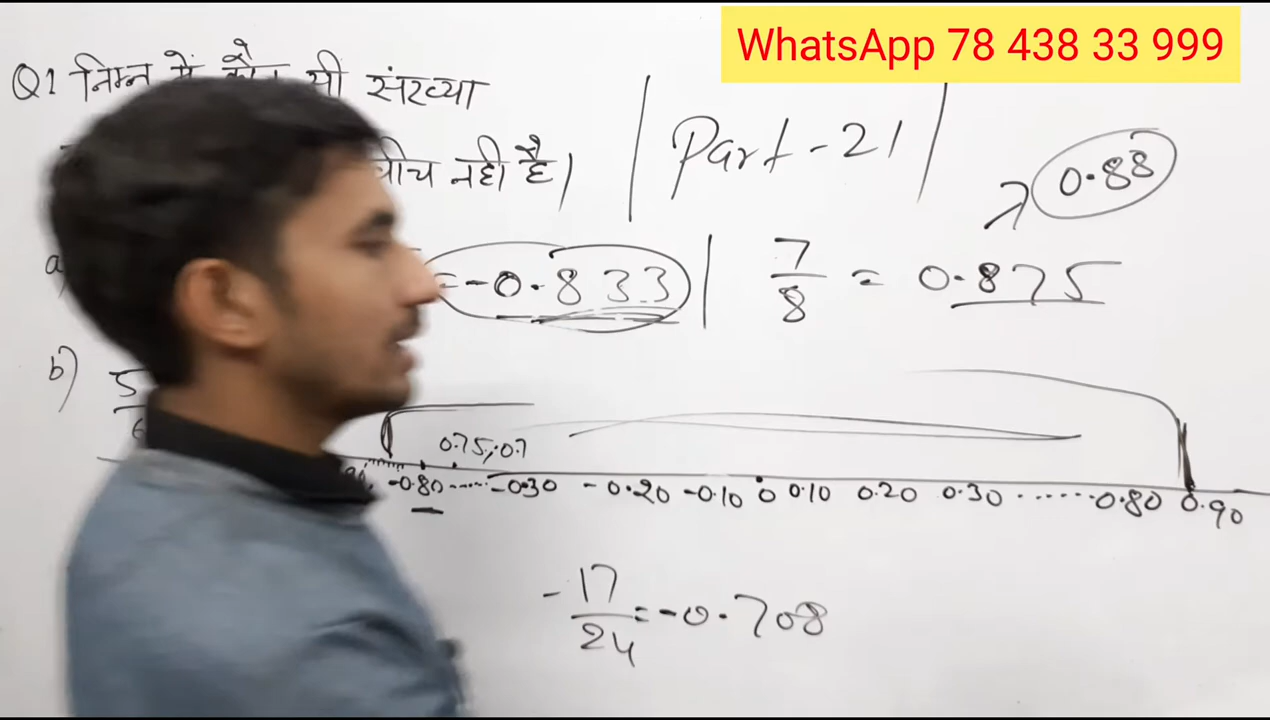 WhatsApp 78 438 33 999
Q1 निम्न में कौन सी संख्या
बीच नही है।
Part - 21
0.88
a)
= -0.833
7/8 = 0.875
b) 5
6
0.75, 0.7
-0.80 ...... -0.30 -0.20 -0.10 0 0.10 0.20 0.30 ...... 0.80 0.90
-17/24 = -0.708